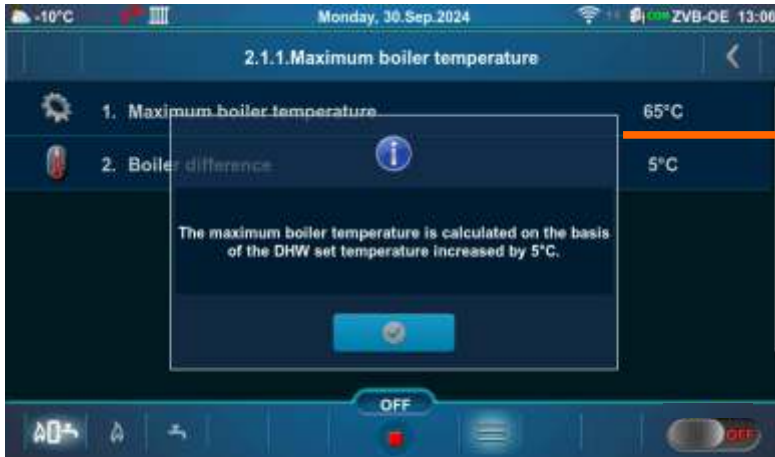 -10°C Monday, 30.Sep.2024 ZVB-OE 13:00
2.1.1.Maximum boiler temperature
1. Maximum boiler temperature 65°C
2. Boiler difference 5°C
The maximum boiler temperature is calculated on the basis
of the DHW set temperature increased by 5°C.
OFF
OFF